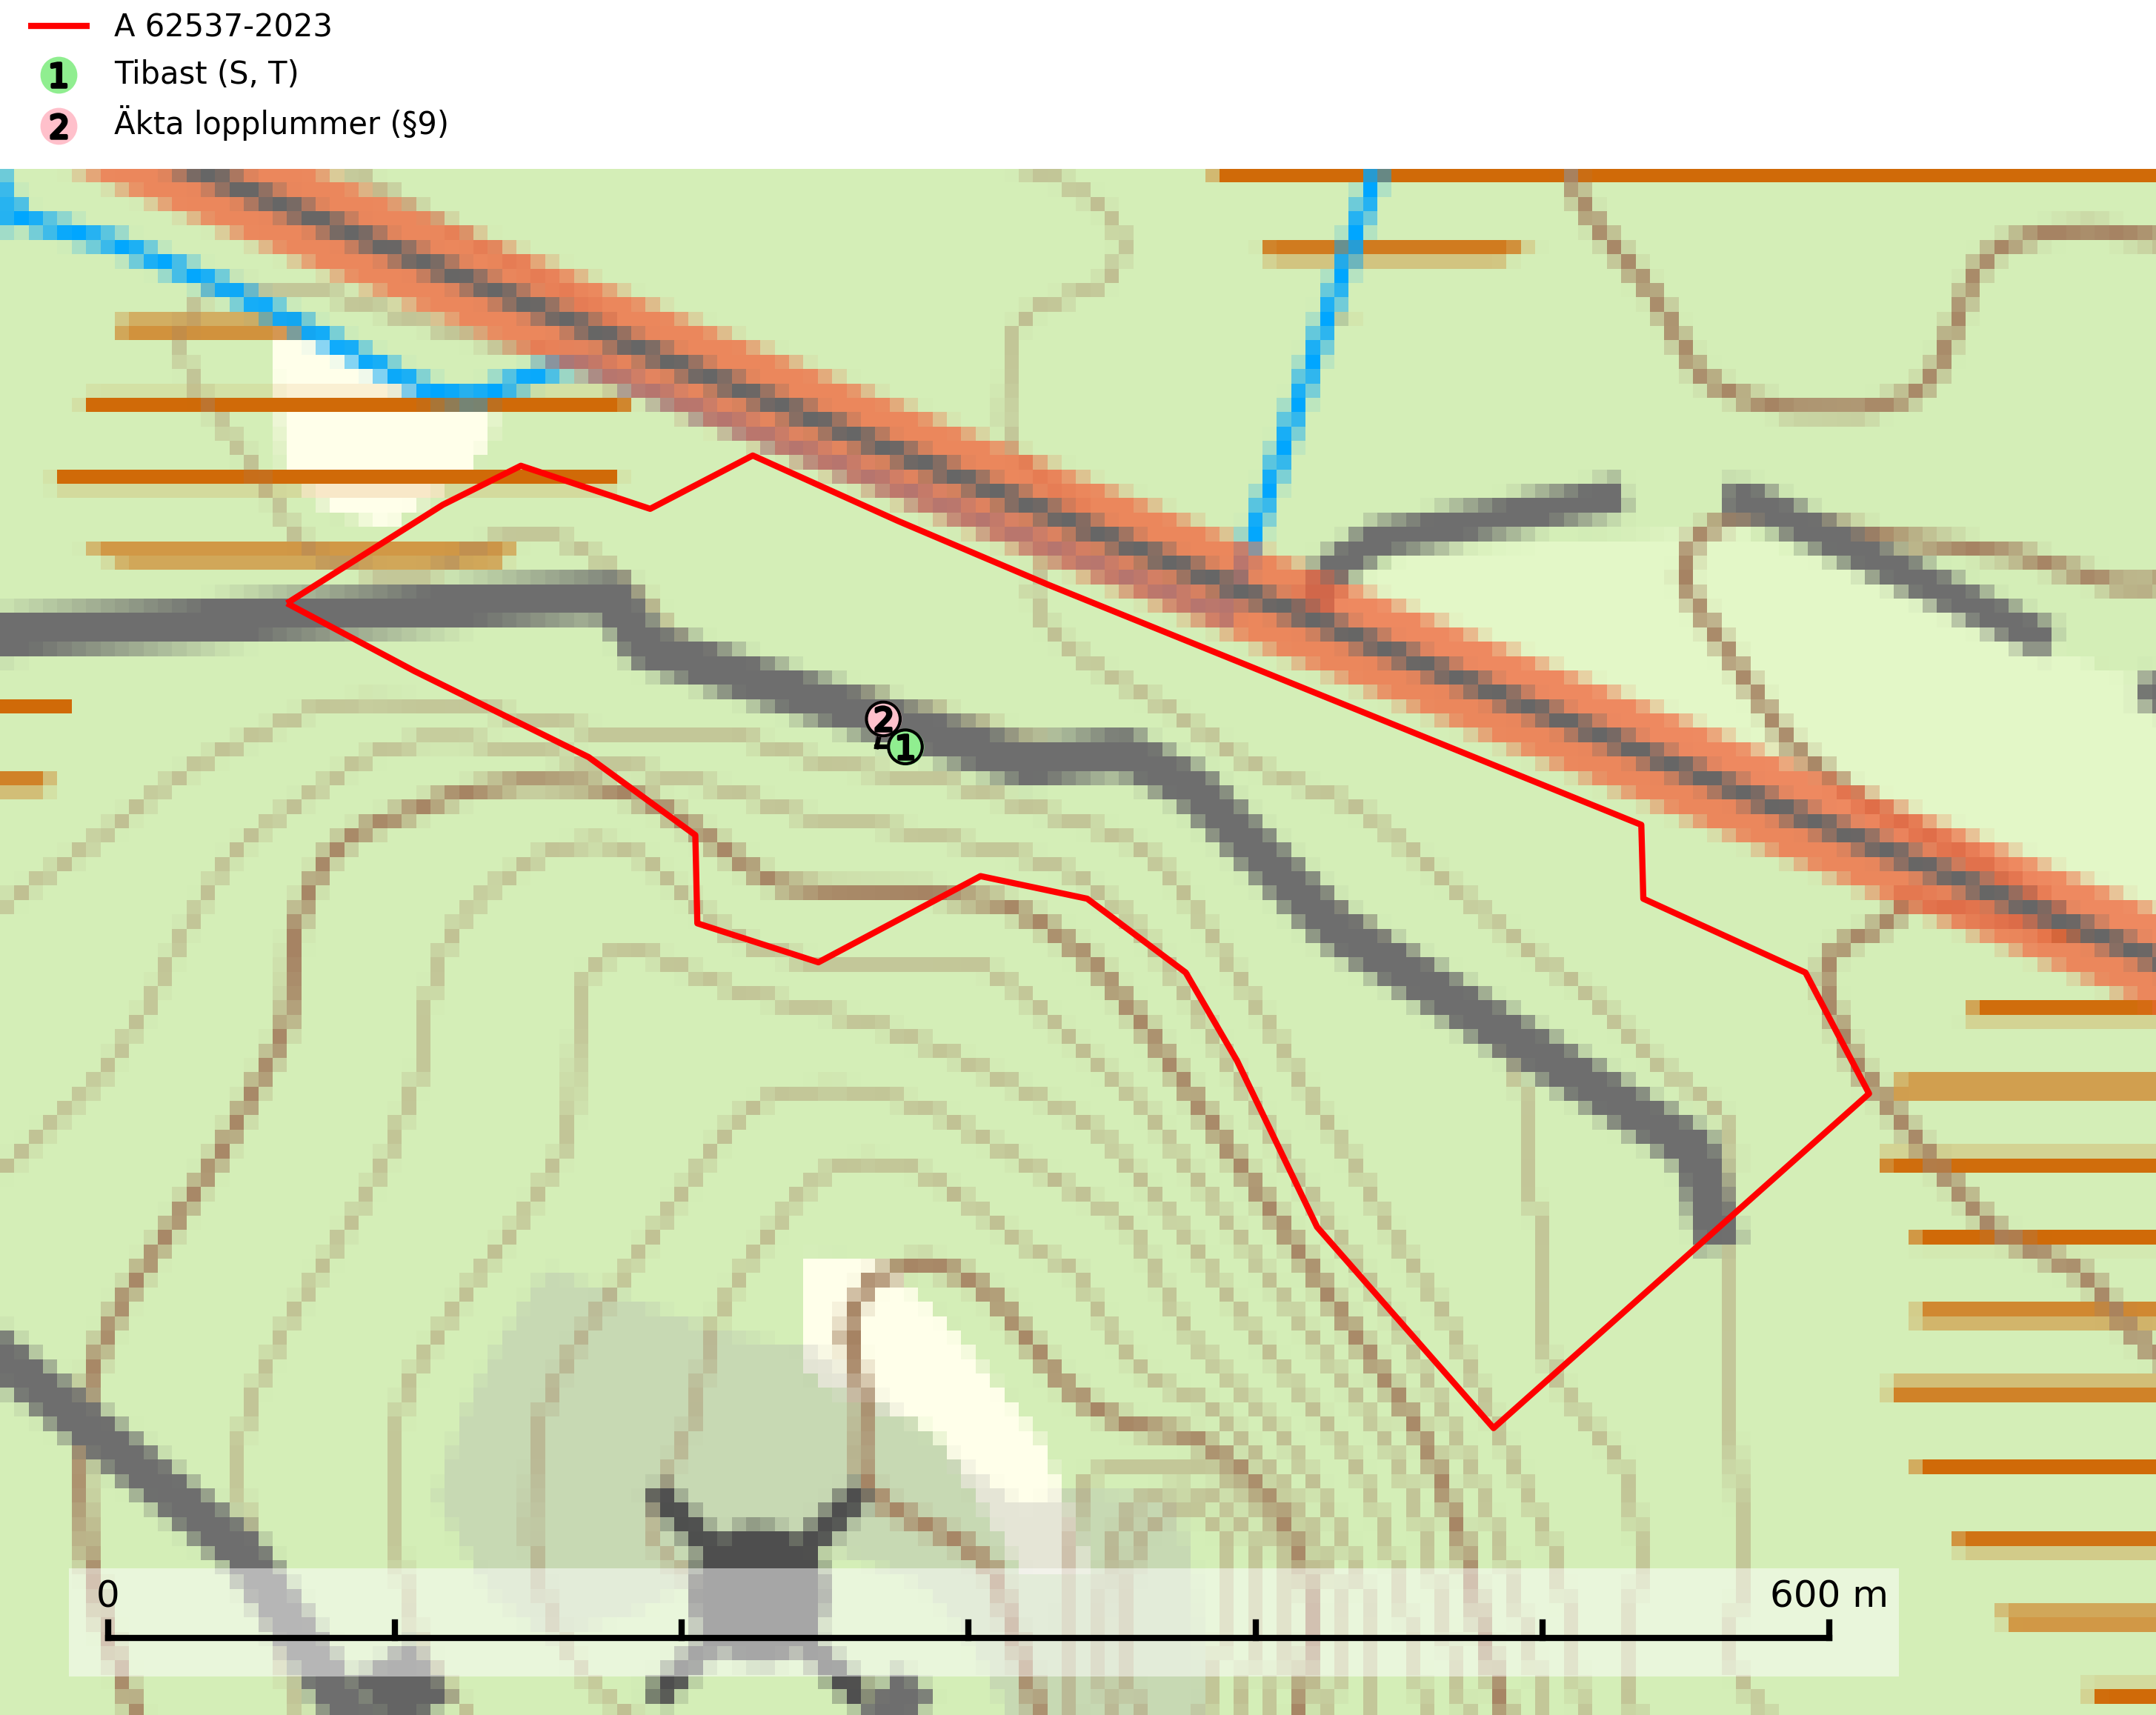 A 62537-2023
1 Tibast (S, T)
2 Äkta lopplummer (§9)
2
1
0
600 m